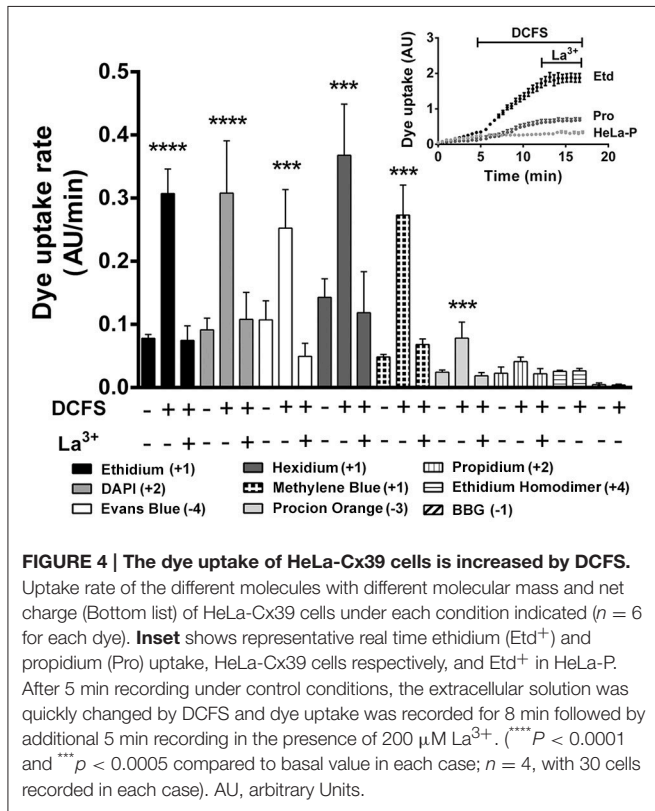 DCFS
La3+
3
2
1
0
Dye uptake (AU)
Etd
Pro
HeLa-P
0 5 10 15 20
Time (min)
0.5
0.4
0.3
0.2
0.1
0.0
Dye uptake rate
(AU/min)
**** **** *** *** *** ***
DCFS - + + - + + - + + - + + - + + - + + - + + - + - +
La3+ - - + - - + - - + - - + - - + - - + - - + - - - -
Ethidium (+1) Hexidium (+1) Propidium (+2)
DAPI (+2) Methylene Blue (+1) Ethidium Homodimer (+4)
Evans Blue (-4) Procion Orange (-3) BBG (-1)
FIGURE 4 | The dye uptake of HeLa-Cx39 cells is increased by DCFS.
Uptake rate of the different molecules with different molecular mass and net
charge (Bottom list) of HeLa-Cx39 cells under each condition indicated (n = 6
for each dye). Inset shows representative real time ethidium (Etd+) and
propidium (Pro) uptake, HeLa-Cx39 cells respectively, and Etd+ in HeLa-P.
After 5 min recording under control conditions, the extracellular solution was
quickly changed by DCFS and dye uptake was recorded for 8 min followed by
additional 5 min recording in the presence of 200 μM La3+. (****P < 0.0001
and ***p < 0.0005 compared to basal value in each case; n = 4, with 30 cells
recorded in each case). AU, arbitrary Units.